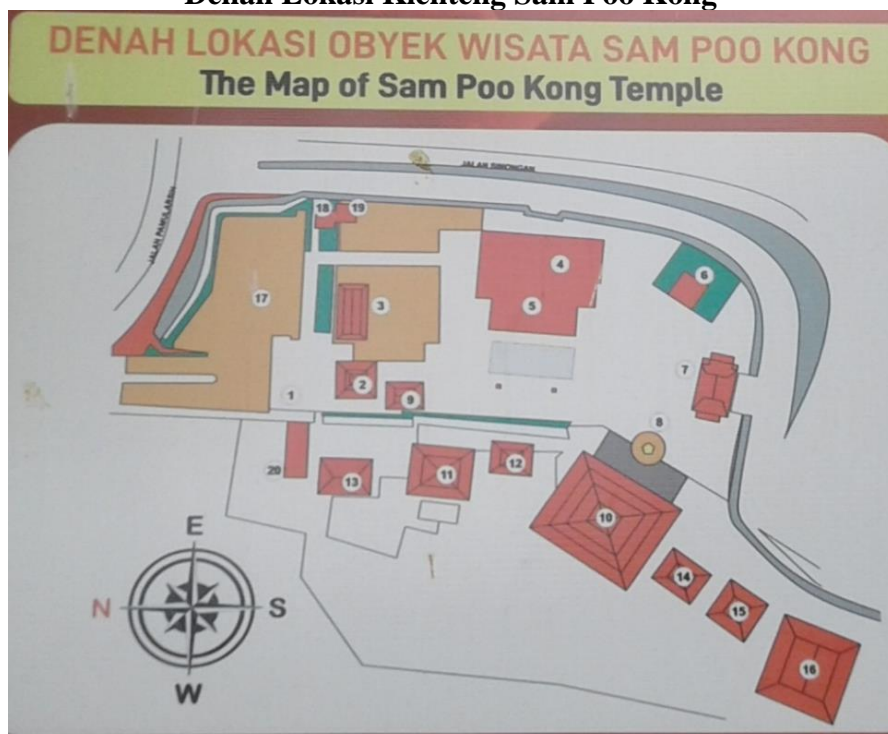 Denah Lokasi Klenteng Sam Poo Kong
DENAH LOKASI OBYEK WISATA SAM POO KONG
The Map of Sam Poo Kong Temple
JALAN SIMONGAN
JALAN PAMULARSIH
18
19
4
6
17
3
5
7
2
1
9
8
20
13
11
12
10
14
15
16
E
N
S
W